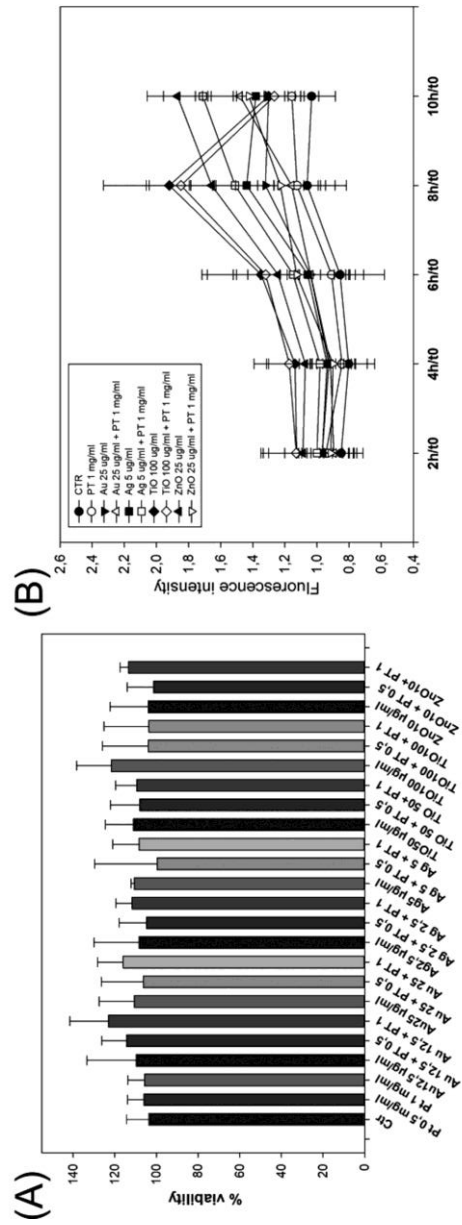 (A)
% viability
140
120
100
80
60
40
20
0
Ctr
Pt 0,5 mg/ml
Pt 1 mg/ml
Au12,5 µg/ml
Au 12,5 + PT 0,5
Au 12,5 + PT 1
Au25 µg/ml
Au 25 + PT 0,5
Au 25 + PT 1
Ag2,5 µg/ml
Ag 2,5 + PT 0,5
Ag 2,5 + PT 1
Ag5 µg/ml
Ag 5 + PT 0,5
Ag 5 + PT 1
TiO50 µg/ml
TiO 50 + PT 0,5
TiO 50+ PT 1
TiO100 µg/ml
TiO100 + PT 0,5
TiO100 + PT 1
ZnO10 µg/ml
ZnO10 + PT 0,5
ZnO10+ PT 1
(B)
Fluorescence intensity
2,6
2,4
2,2
2,0
1,8
1,6
1,4
1,2
1,0
0,8
0,6
0,4
CTR
PT 1 mg/ml
Au 25 ug/ml
Au 25 ug/ml + PT 1 mg/ml
Ag 5 ug/ml
Ag 5 ug/ml + PT 1 mg/ml
TiO 100 ug/ml
TiO 100 ug/ml + PT 1 mg/ml
ZnO 25 ug/ml
ZnO 25 ug/ml + PT 1 mg/ml
2h/t0
4h/t0
6h/t0
8h/t0
10h/t0
12h/t0